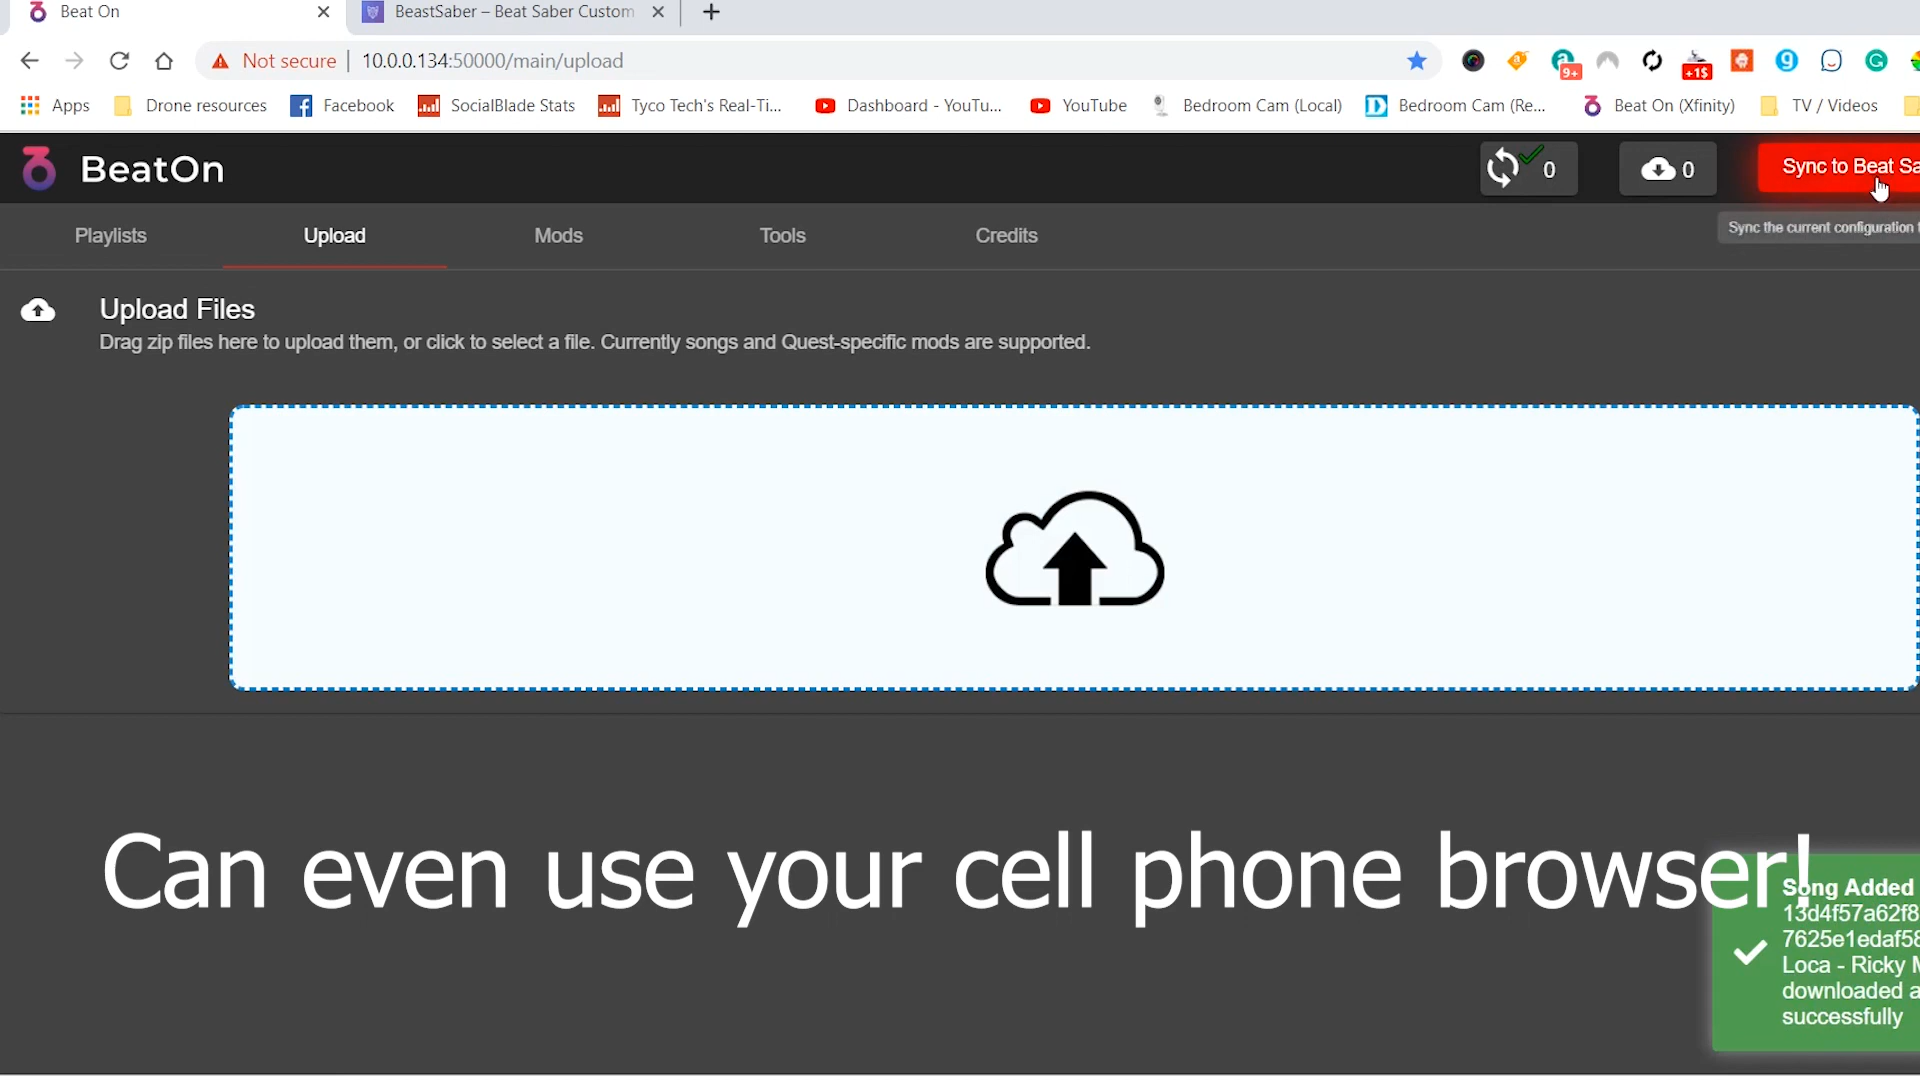 Beat On
BeastSaber – Beat Saber Custom
Not secure | 10.0.0.134:50000/main/upload
9+
+1$
Apps Drone resources Facebook SocialBlade Stats Tyco Tech's Real-Ti... Dashboard - YouTu... YouTube Bedroom Cam (Local) Bedroom Cam (Re... Beat On (Xfinity) TV / Videos
BeatOn 0 0 Sync to Beat Sa
Playlists Upload Mods Tools Credits
Sync the current configuration
Upload Files
Drag zip files here to upload them, or click to select a file. Currently songs and Quest-specific mods are supported.
Can even use your cell phone browser!
Song Added
13d4f57a62f8
7625e1edaf58
Loca - Ricky M
downloaded a
successfully